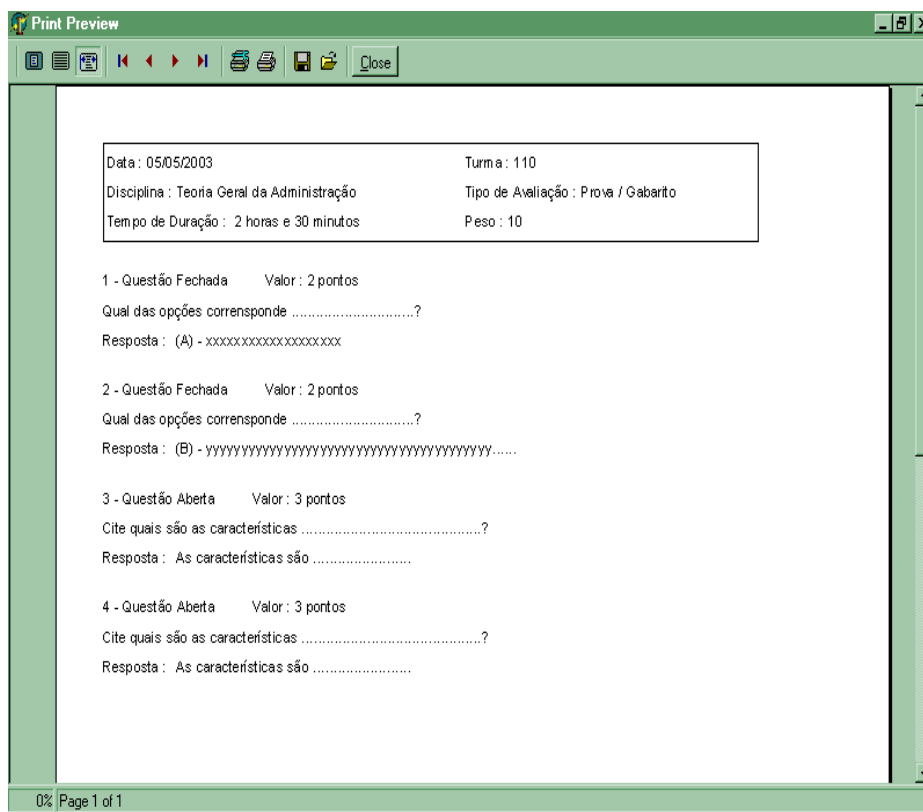 Print Preview
Close
Data : 05/05/2003 Turma : 110
Disciplina : Teoria Geral da Administração Tipo de Avaliação : Prova / Gabarito
Tempo de Duração : 2 horas e 30 minutos Peso : 10
1 - Questão Fechada Valor : 2 pontos
Qual das opções corrensponde ..............................?
Resposta : (A) - xxxxxxxxxxxxxxxxxxx
2 - Questão Fechada Valor : 2 pontos
Qual das opções corrensponde ..............................?
Resposta : (B) - yyyyyyyyyyyyyyyyyyyyyyyyyyyyyyyyyyyyyyyy......
3 - Questão Aberta Valor : 3 pontos
Cite quais são as características ............................................?
Resposta : As características são ........................
4 - Questão Aberta Valor : 3 pontos
Cite quais são as características ............................................?
Resposta : As características são ........................
0% Page 1 of 1